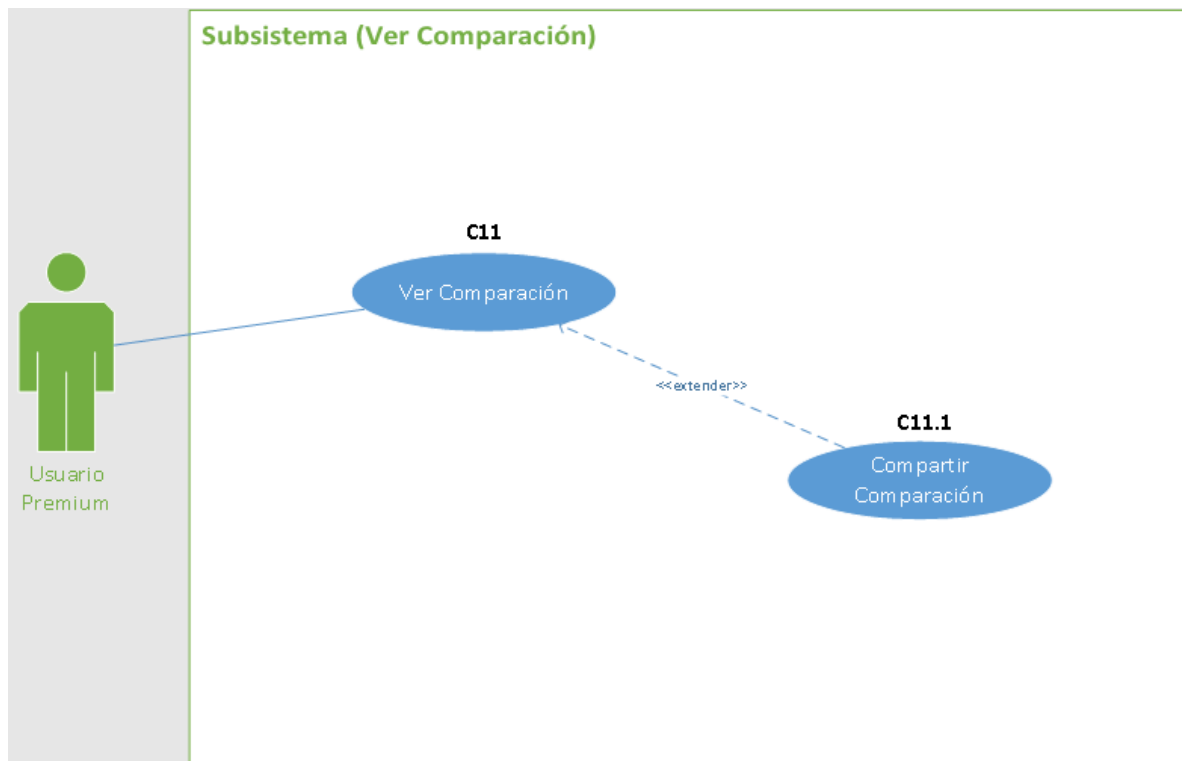 Subsistema (Ver Comparación)
C11
Ver Comparación
<<extender>>
C11.1
Compartir
Comparación
Usuario
Premium